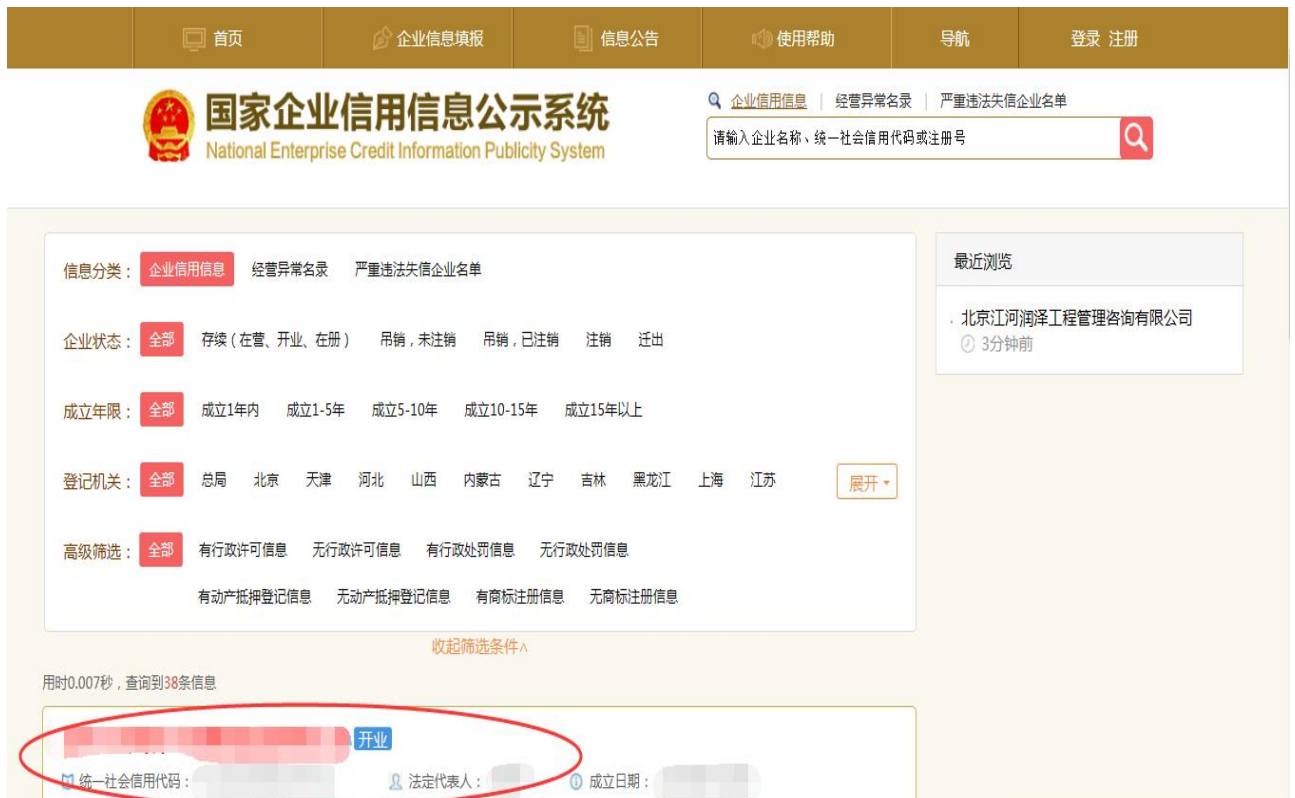 首页 企业信息填报 信息公告 使用帮助 导航 登录 注册
国家企业信用信息公示系统
National Enterprise Credit Information Publicity System
企业信用信息 | 经营异常名录 | 严重违法失信企业名单
请输入企业名称、统一社会信用代码或注册号
信息分类： 企业信用信息 经营异常名录 严重违法失信企业名单
企业状态： 全部 存续（在营、开业、在册） 吊销，未注销 吊销，已注销 注销 迁出
成立年限： 全部 成立1年内 成立1-5年 成立5-10年 成立10-15年 成立15年以上
登记机关： 全部 总局 北京 天津 河北 山西 内蒙古 辽宁 吉林 黑龙江 上海 江苏 展开
高级筛选： 全部 有行政许可信息 无行政许可信息 有行政处罚信息 无行政处罚信息
有动产抵押登记信息 无动产抵押登记信息 有商标注册信息 无商标注册信息
收起筛选条件
最近浏览
北京江河润泽工程管理咨询有限公司
3分钟前
用时0.007秒，查询到38条信息
开业
统一社会信用代码： 法定代表人： 成立日期：